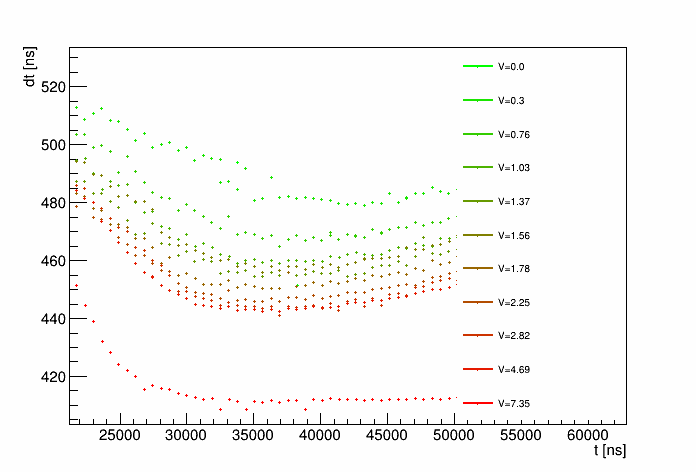 dt [ns]
520
500
480
460
440
420
25000 30000 35000 40000 45000 50000 55000 60000
t [ns]
V=0.0
V=0.3
V=0.76
V=1.03
V=1.37
V=1.56
V=1.78
V=2.25
V=2.82
V=4.69
V=7.35